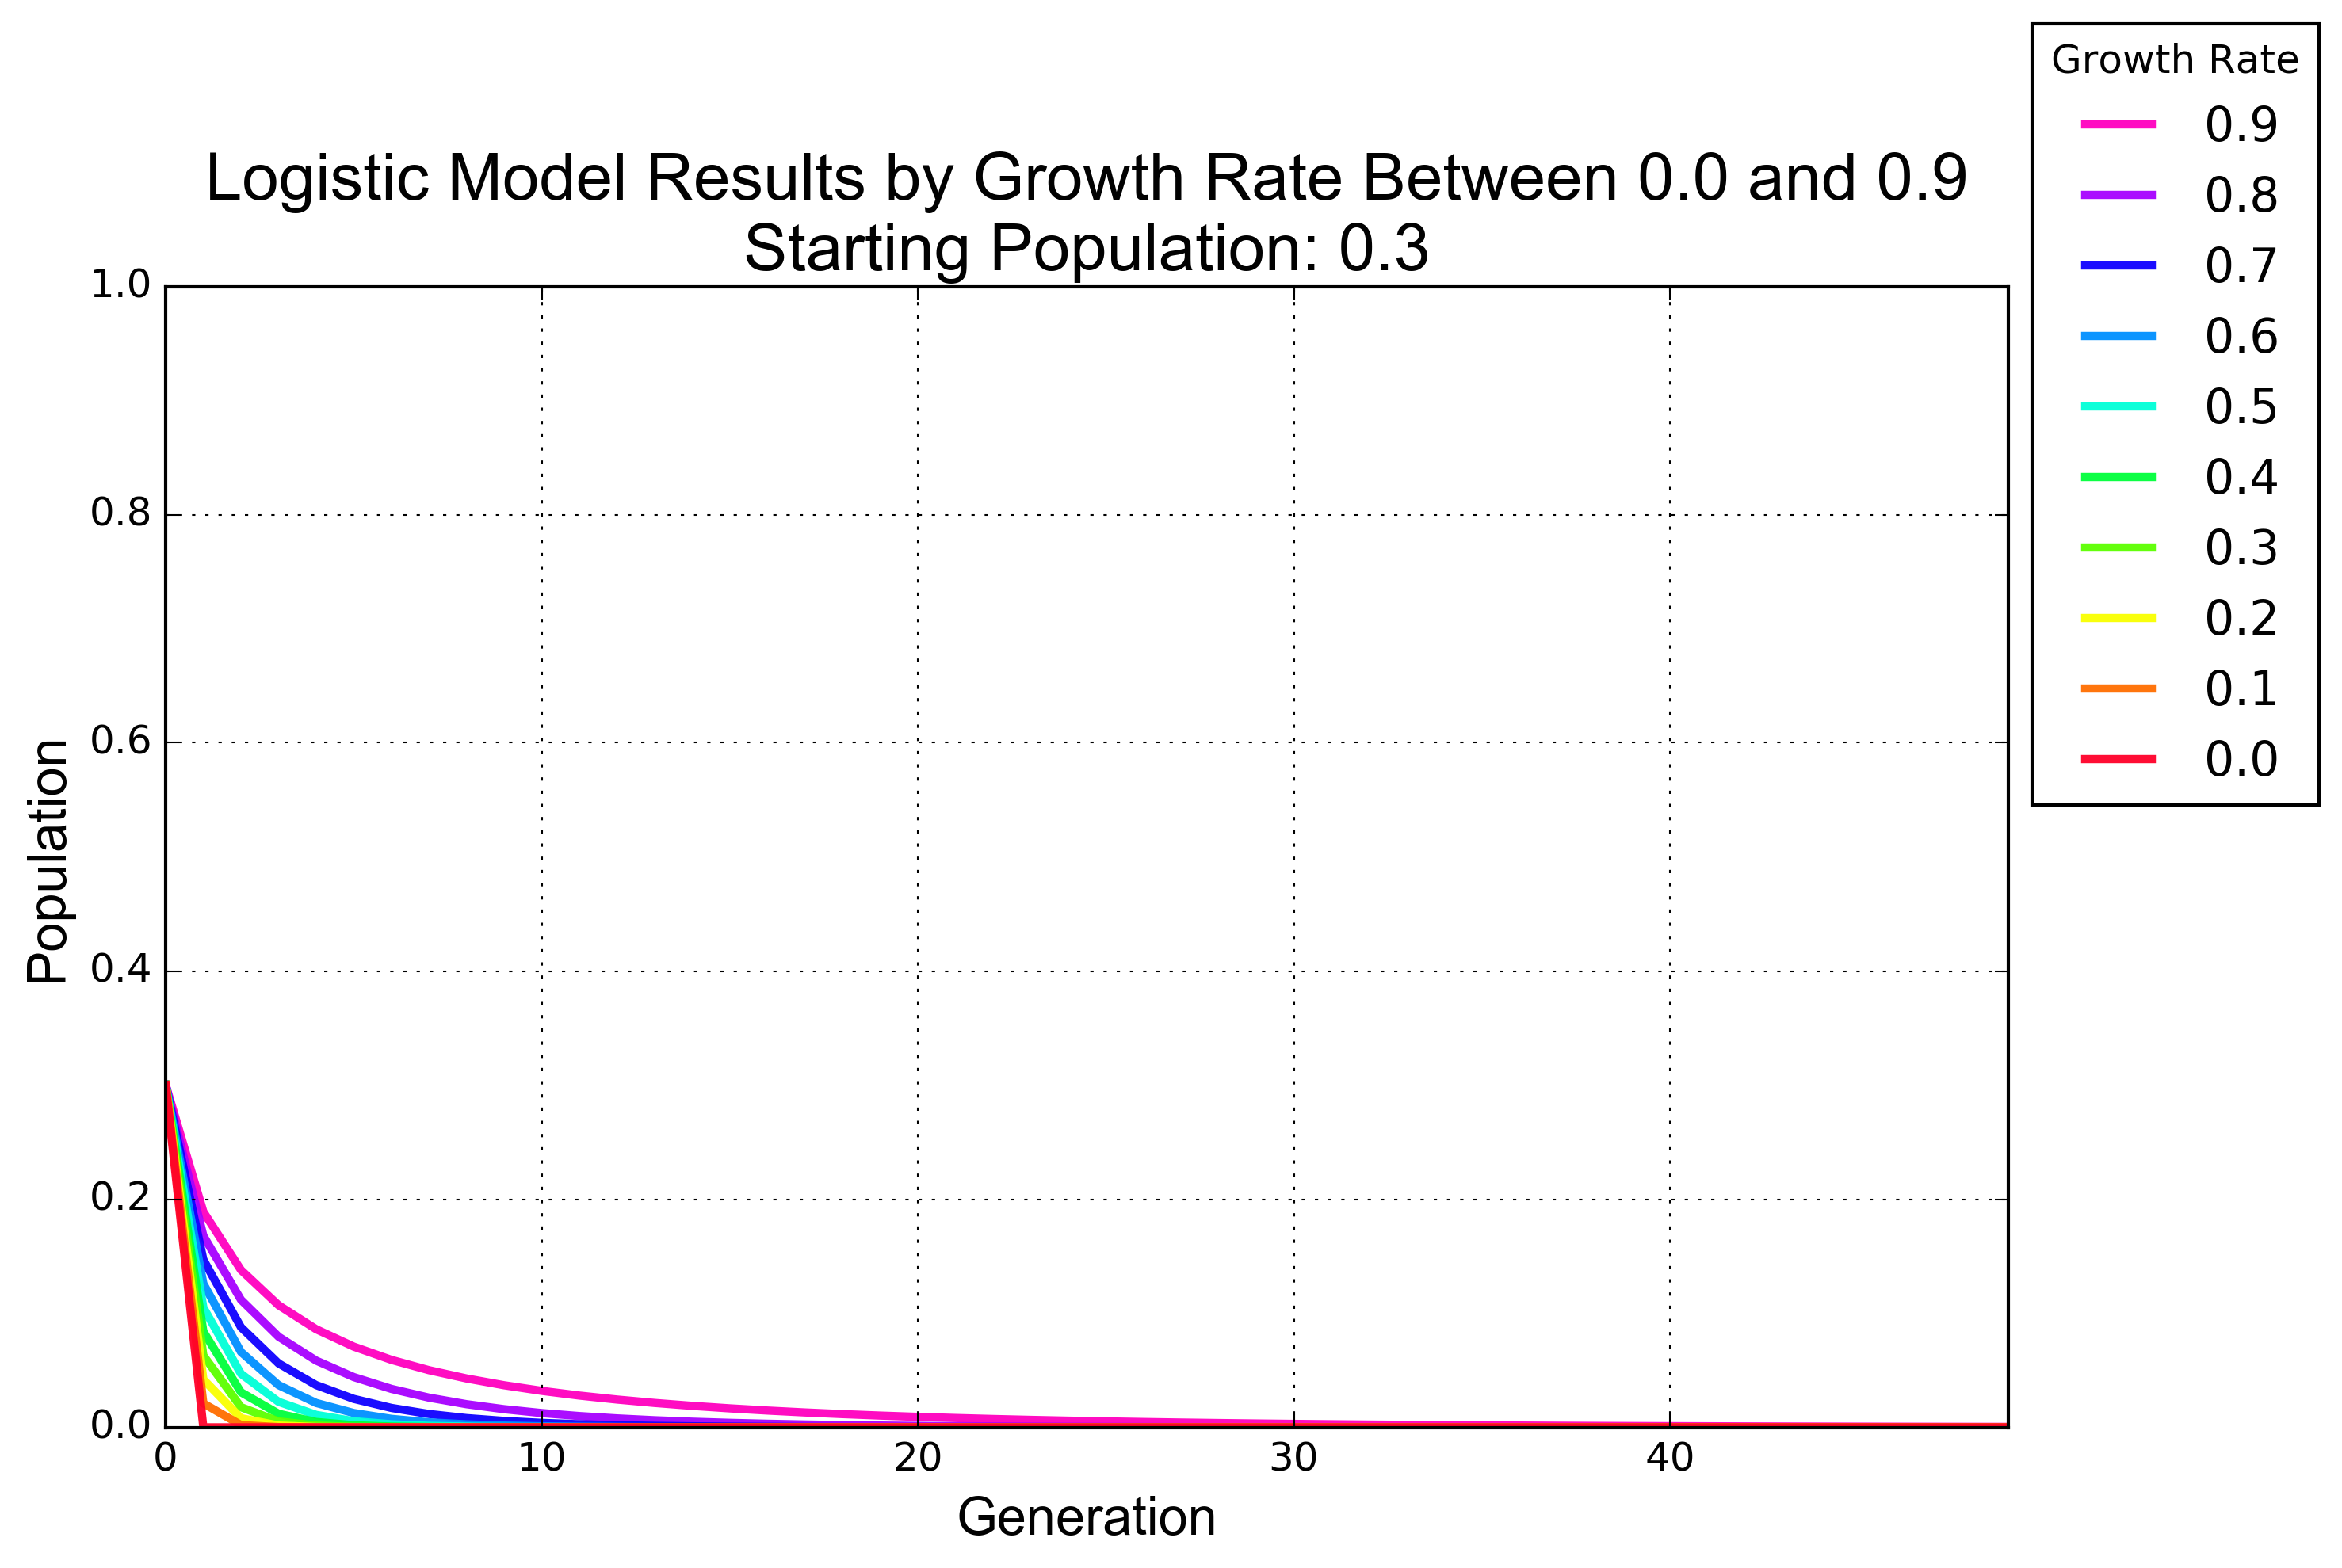 Logistic Model Results by Growth Rate Between 0.0 and 0.9
Starting Population: 0.3
Growth Rate
0.9
0.8
0.7
0.6
0.5
0.4
0.3
0.2
0.1
0.0
Population
1.0
0.8
0.6
0.4
0.2
0.0
0 10 20 30 40
Generation